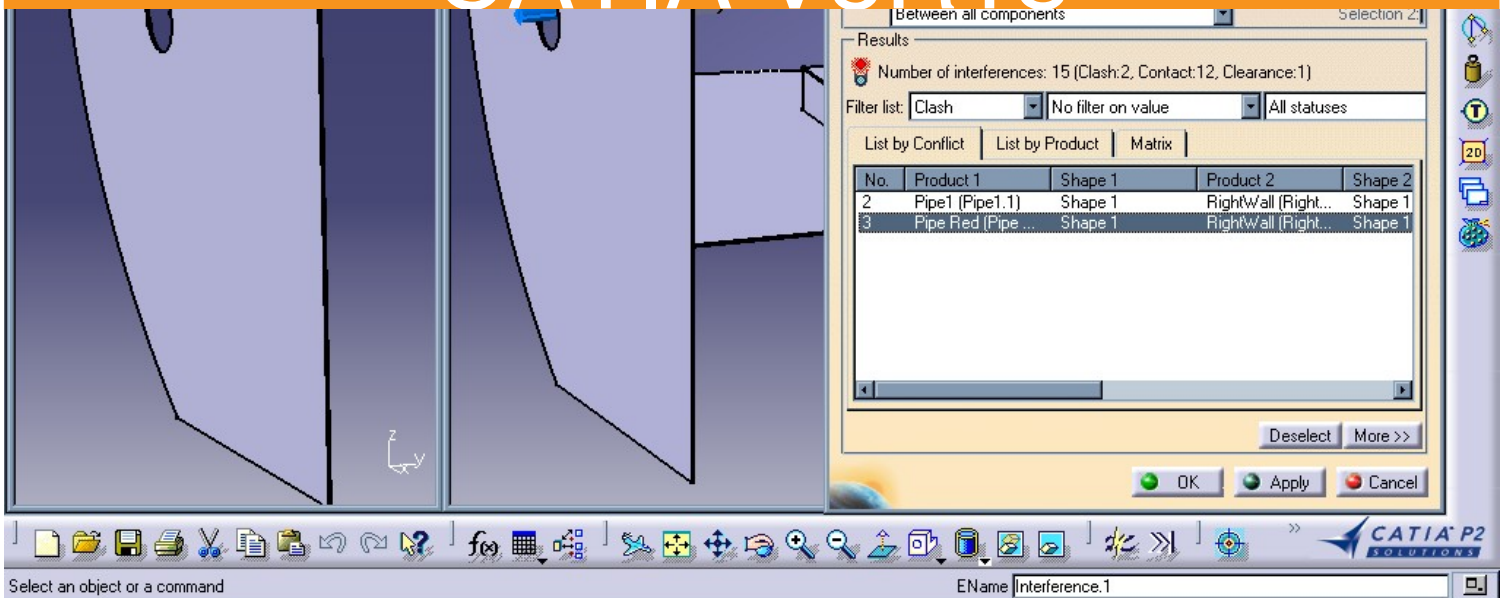 Between all components
Selection 2:
Results
Number of interferences: 15 (Clash:2, Contact:12, Clearance:1)
Filter list: Clash No filter on value All statuses
List by Conflict List by Product Matrix
No. Product 1 Shape 1 Product 2 Shape 2
2 Pipe1 (Pipe1.1) Shape 1 RightWall (Right... Shape 1
3 Pipe Red (Pipe ... Shape 1 RightWall (Right... Shape 1
Deselect More >>
OK Apply Cancel
z
y
x
f(x)
T
2D
CATIA P2
SOLUTIONS
Select an object or a command
EName Interference.1